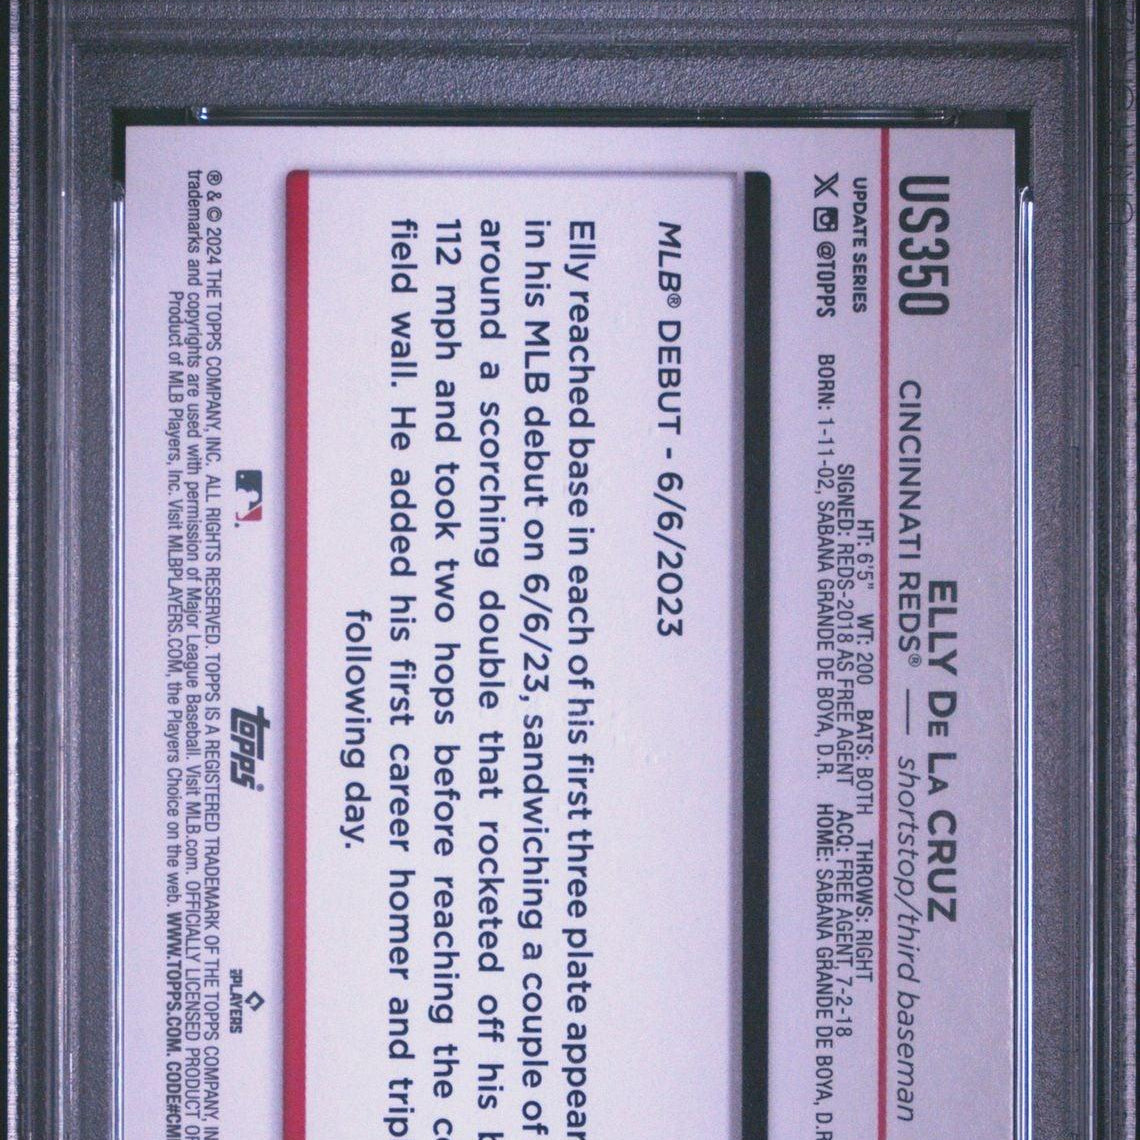 US350
ELLY DE LA CRUZ
CINCINNATI REDS® — shortstop/third baseman
UPDATE SERIES
@TOPPS
HT: 6'5" WT: 200 BATS: BOTH THROWS: RIGHT
SIGNED: REDS-2018 AS FREE AGENT ACQ: FREE AGENT, 7-2-18
BORN: 1-11-02, SABANA GRANDE DE BOYA, D.R. HOME: SABANA GRANDE DE BOYA, D.R
MLB® DEBUT - 6/6/2023
Elly reached base in each of his first three plate
in his MLB debut on 6/6/23, sandwiching a couple of
around a scorching double that rocketed off his
112 mph and took two hops before reaching the
field wall. He added his first career homer and
following day.
topps
PLAYERS
® & © 2024 THE TOPPS COMPANY, INC. ALL RIGHTS RESERVED. TOPPS IS A REGISTERED TRADEMARK OF THE TOPPS COMPANY,
trademarks and copyrights are used with permission of Major League Baseball. Visit MLB.com. OFFICIALLY LICENSED PRODUCT
Product of MLB Players, Inc. Visit MLBPLAYERS.COM, the Players Choice on the web. WWW.TOPPS.COM. CODE#CM